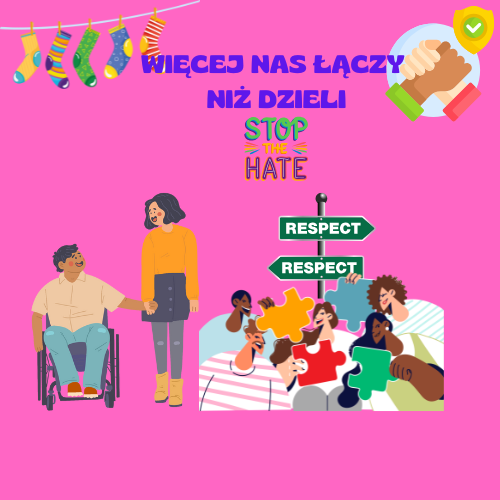 WIĘCEJ NAS ŁĄCZY
NIŻ DZIELI
STOP
THE
HATE
RESPECT
RESPECT